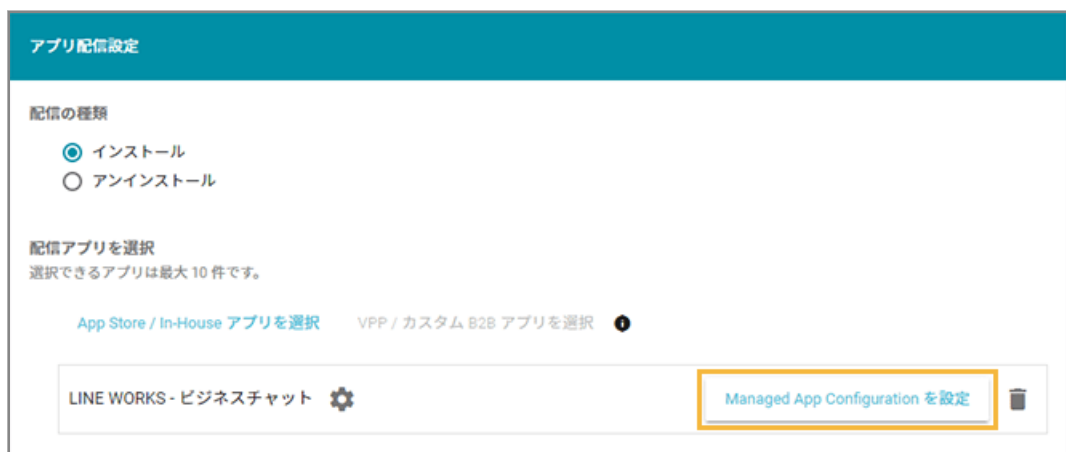 アプリ配信設定
配信の種類
インストール
アンインストール
配信アプリを選択
選択できるアプリは最大 10 件です。
App Store / In-House アプリを選択 VPP / カスタム B2B アプリを選択
LINE WORKS - ビジネスチャット Managed App Configuration を設定